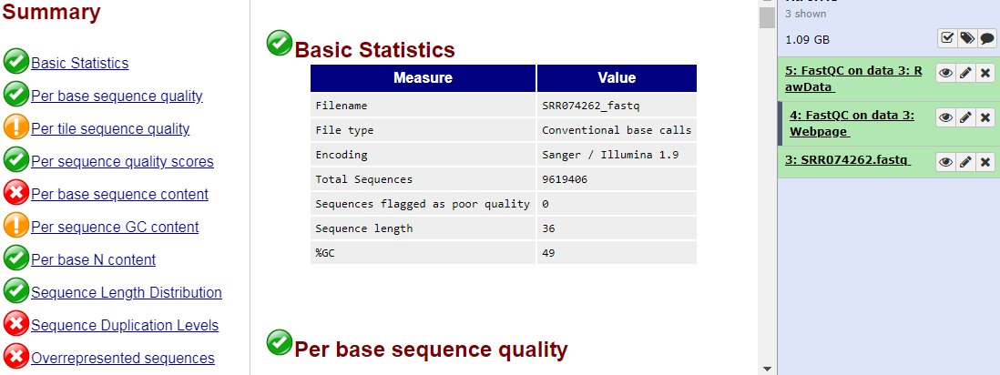 Summary
Basic Statistics
Per base sequence quality
Per tile sequence quality
Per sequence quality scores
Per base sequence content
Per sequence GC content
Per base N content
Sequence Length Distribution
Sequence Duplication Levels
Overrepresented sequences
Basic Statistics
Measure Value
Filename SRR074262_fastq
File type Conventional base calls
Encoding Sanger / Illumina 1.9
Total Sequences 9619406
Sequences flagged as poor quality 0
Sequence length 36
%GC 49
Per base sequence quality
3 shown
1.09 GB
5: FastQC on data 3: R
awData
4: FastQC on data 3:
Webpage
3: SRR074262.fastq